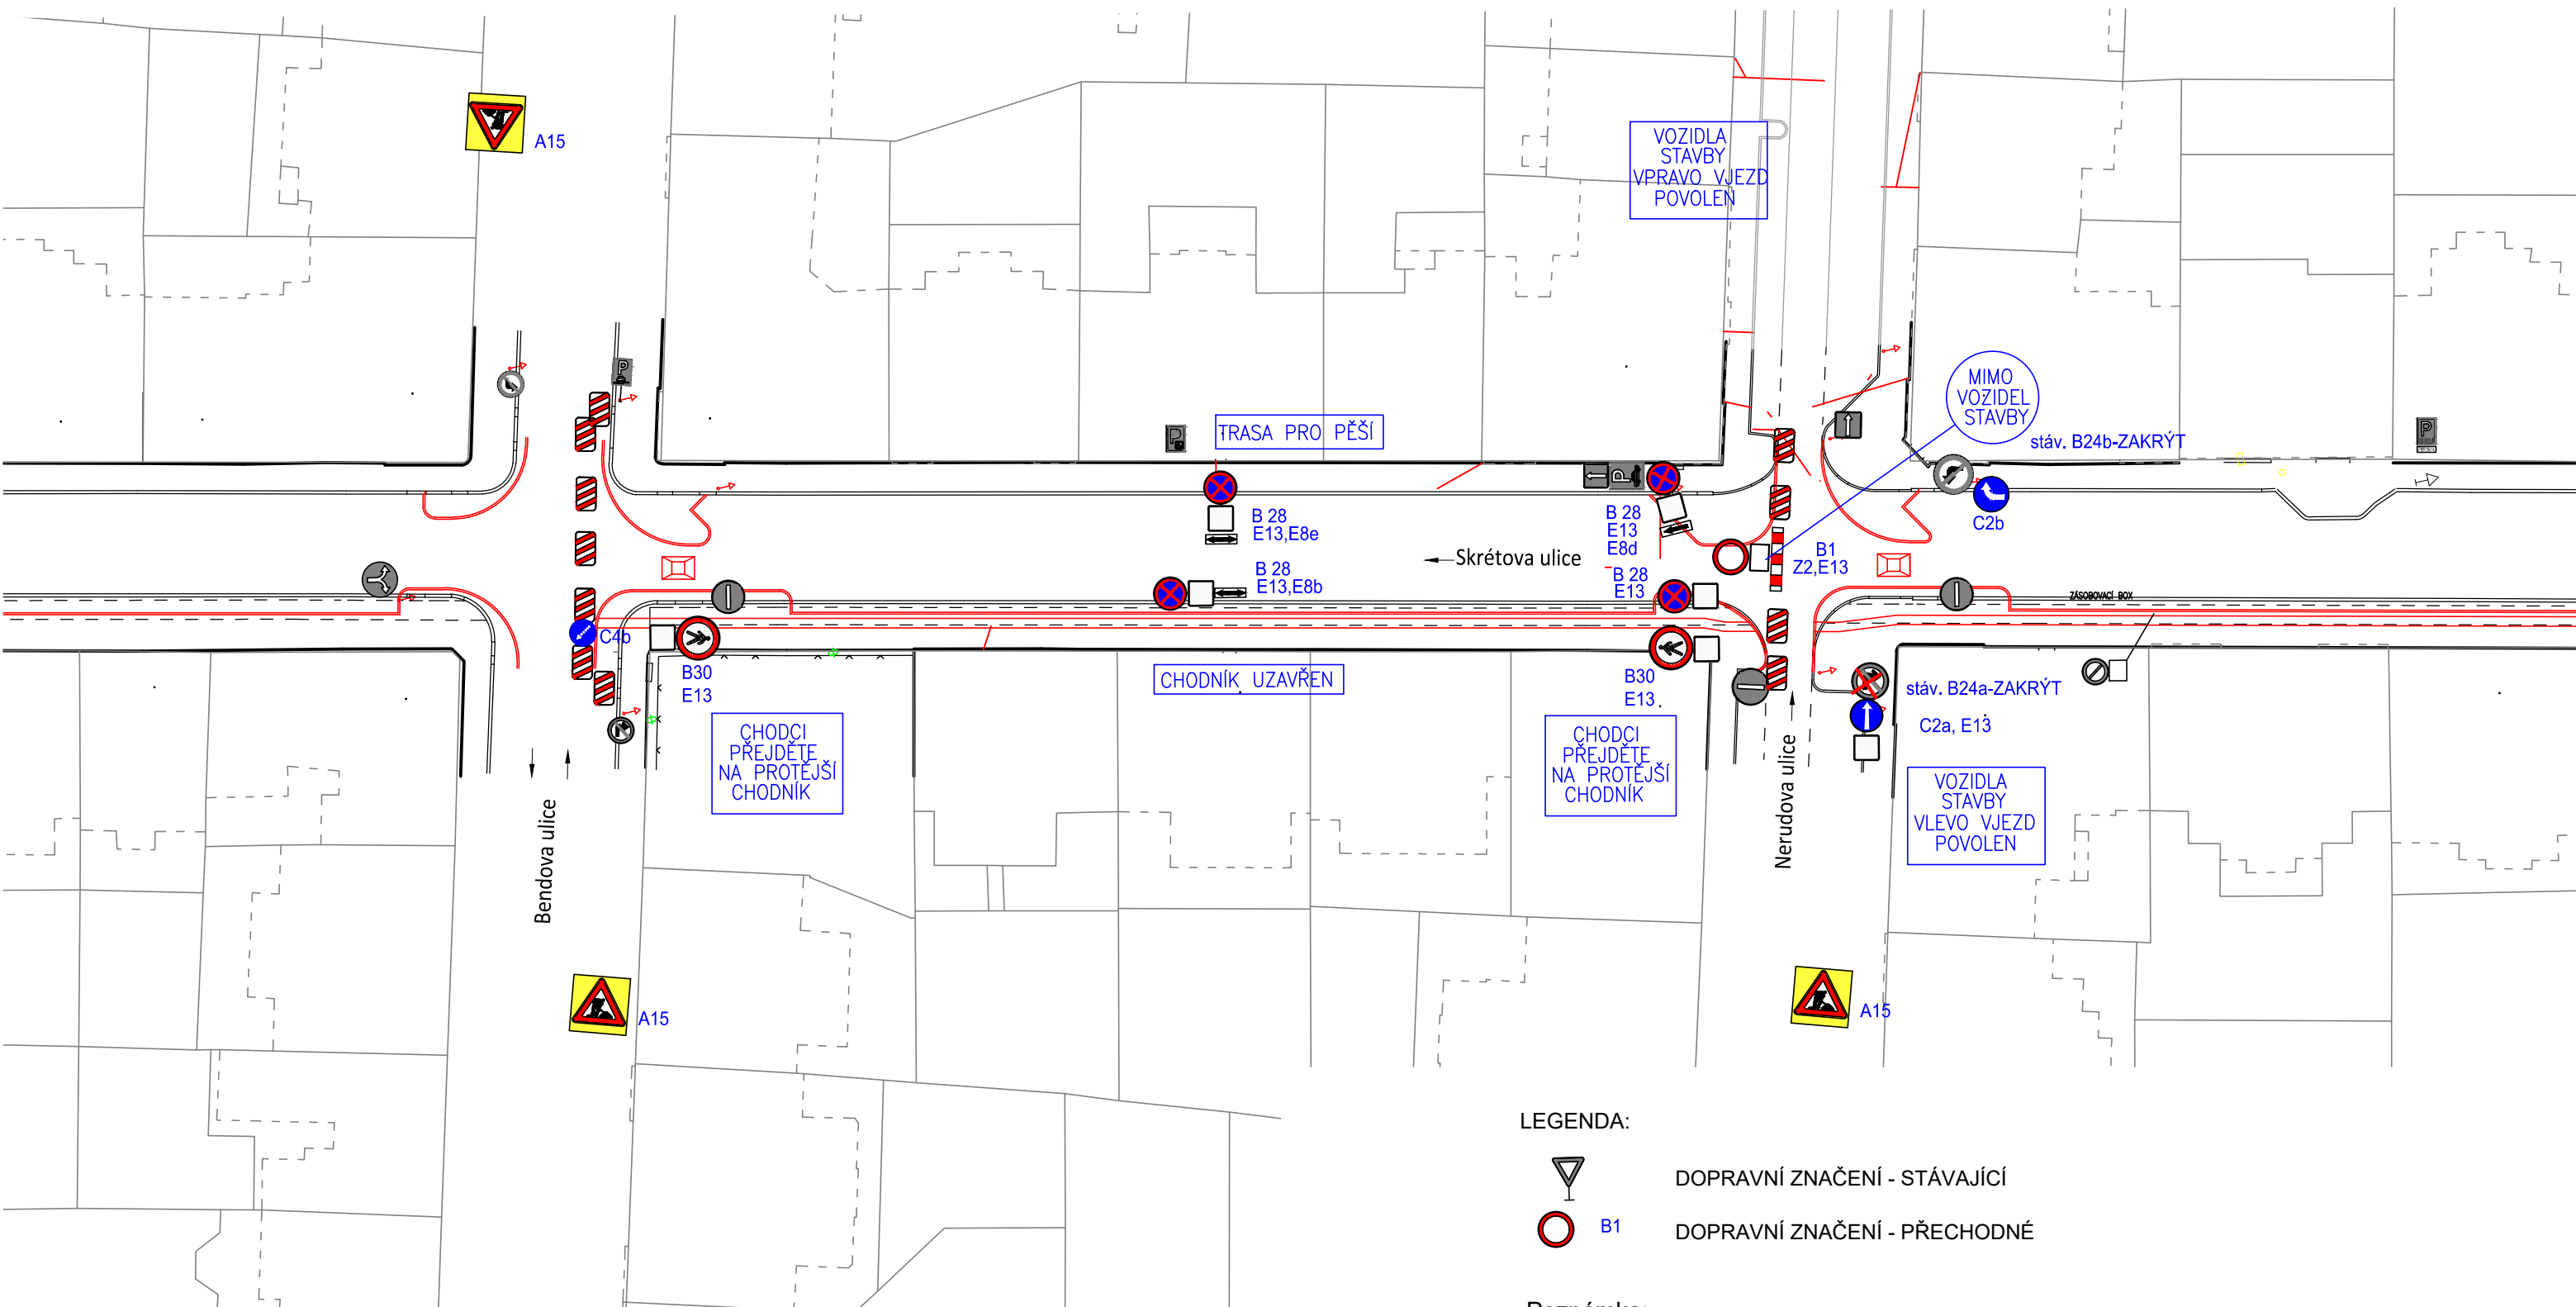 A15
VOZIDLA
STAVBY
VPRAVO VJEZD
POVOLEN
P
P
TRASA PRO PĚŠÍ
P
MIMO
VOZIDEL
STAVBY
stáv. B24b-ZAKRÝT
P
C2b
B 28
E13,E8e
B 28
E13
E8d
Skrétova ulice
B1
Z2,E13
B 28
E13,E8b
B 28
E13
ZÁSOBOVACÍ BOX
C4b
B30
E13
CHODNÍK UZAVŘEN
B30
E13
stáv. B24a-ZAKRÝT
C2a, E13
CHODCI
PŘEJDĚTE
NA PROTĚJŠÍ
CHODNÍK
CHODCI
PŘEJDĚTE
NA PROTĚJŠÍ
CHODNÍK
Bendova ulice
Nerudova ulice
VOZIDLA
STAVBY
VLEVO VJEZD
POVOLEN
A15
A15
LEGENDA:
DOPRAVNÍ ZNAČENÍ - STÁVAJÍCÍ
B1
DOPRAVNÍ ZNAČENÍ - PŘECHODNÉ